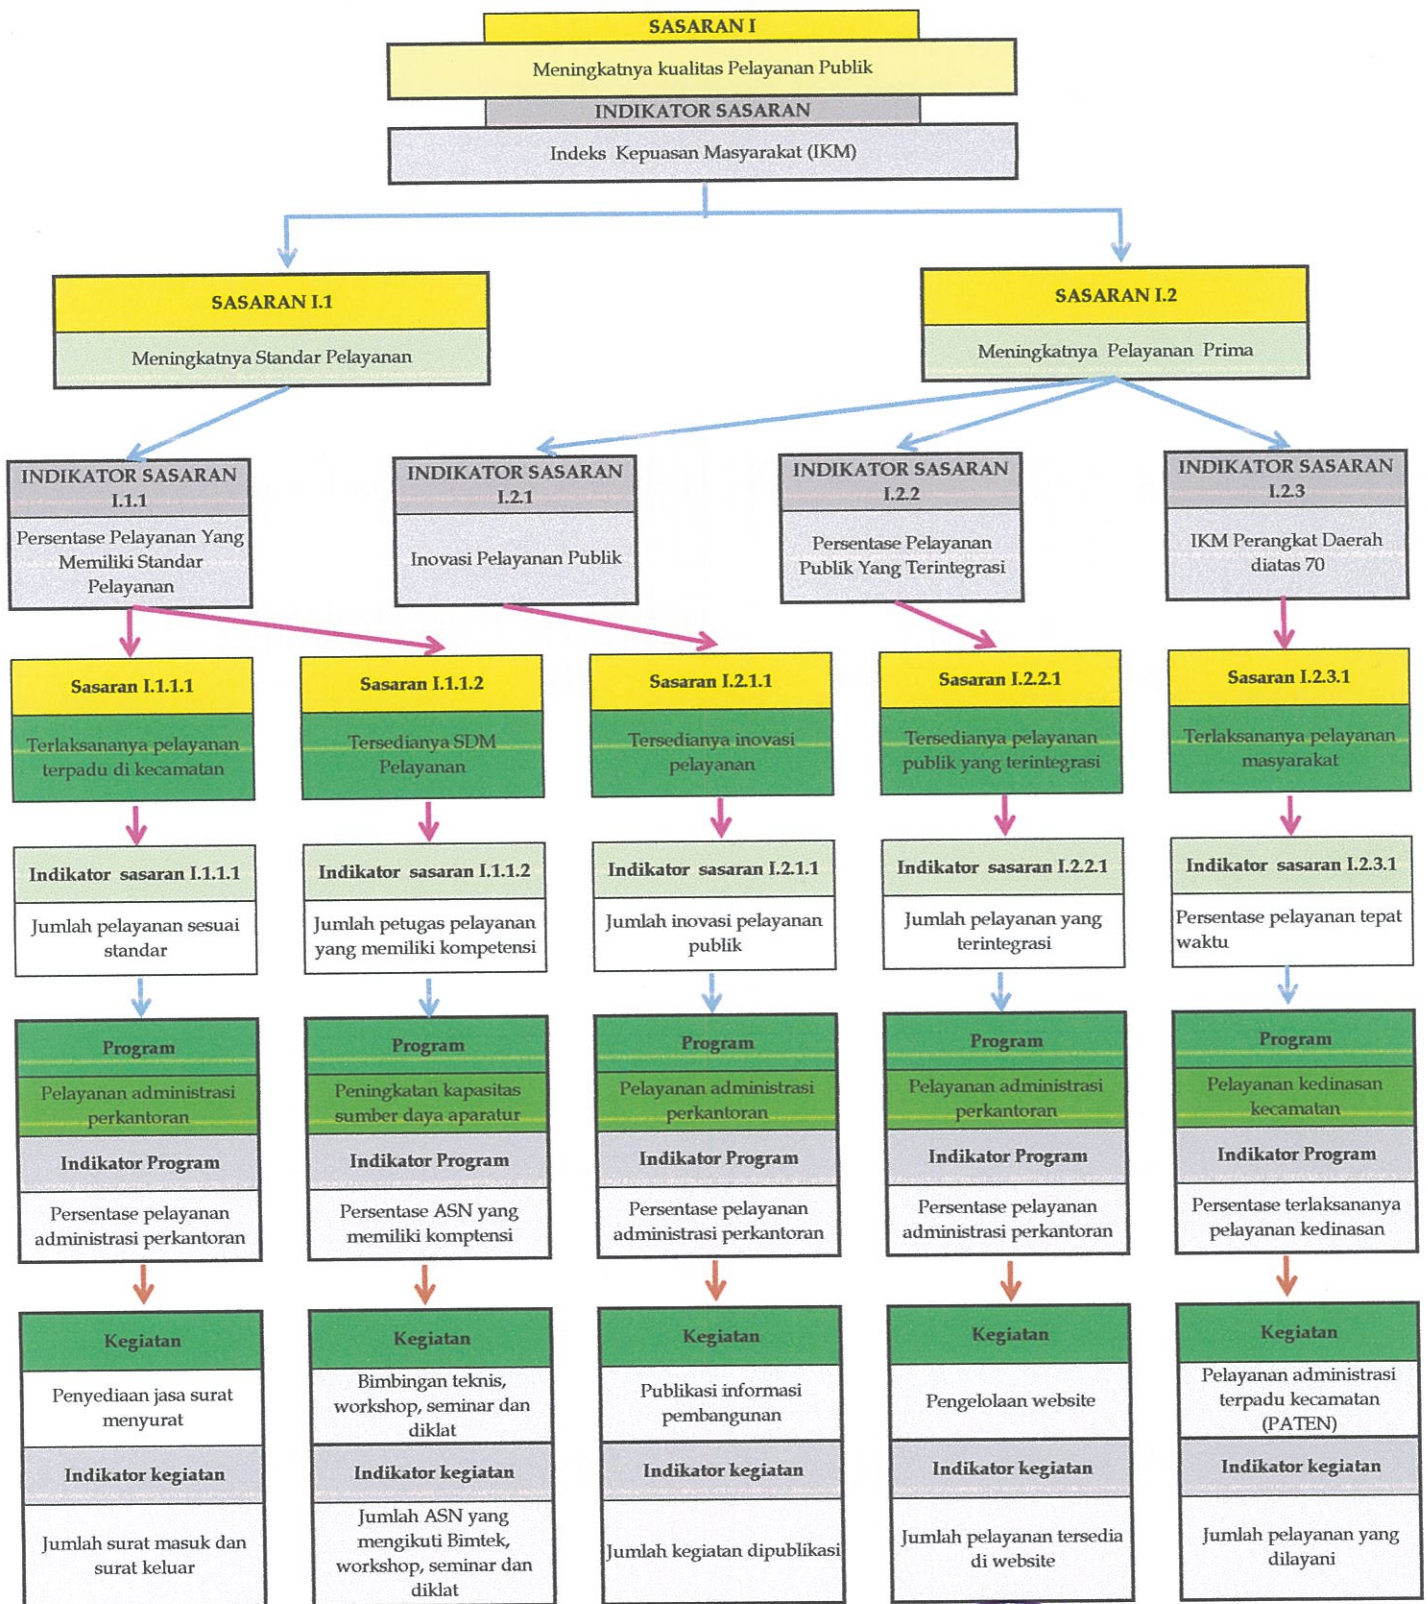 SASARAN I
Meningkatnya kualitas Pelayanan Publik
INDIKATOR SASARAN
Indeks Kepuasan Masyarakat (IKM)
SASARAN I.1
Meningkatnya Standar Pelayanan
SASARAN I.2
Meningkatnya Pelayanan Prima
INDIKATOR SASARAN
I.1.1
Persentase Pelayanan Yang
Memiliki Standar
Pelayanan
INDIKATOR SASARAN
I.2.1
Inovasi Pelayanan Publik
INDIKATOR SASARAN
I.2.2
Persentase Pelayanan
Publik Yang Terintegrasi
INDIKATOR SASARAN
I.2.3
IKM Perangkat Daerah
diatas 70
Sasaran I.1.1.1
Terlaksananya pelayanan
terpadu di kecamatan
Sasaran I.1.1.2
Tersedianya SDM
Pelayanan
Sasaran I.2.1.1
Tersedianya inovasi
pelayanan
Sasaran I.2.2.1
Tersedianya pelayanan
publik yang terintegrasi
Sasaran I.2.3.1
Terlaksananya pelayanan
masyarakat
Indikator sasaran I.1.1.1
Jumlah pelayanan sesuai
standar
Indikator sasaran I.1.1.2
Jumlah petugas pelayanan
yang memiliki kompetensi
Indikator sasaran I.2.1.1
Jumlah inovasi pelayanan
publik
Indikator sasaran I.2.2.1
Jumlah pelayanan yang
terintegrasi
Indikator sasaran I.2.3.1
Persentase pelayanan tepat
waktu
Program
Pelayanan administrasi
perkantoran
Indikator Program
Persentase pelayanan
administrasi perkantoran
Program
Peningkatan kapasitas
sumber daya aparatur
Indikator Program
Persentase ASN yang
memiliki komptensi
Program
Pelayanan administrasi
perkantoran
Indikator Program
Persentase pelayanan
administrasi perkantoran
Program
Pelayanan administrasi
perkantoran
Indikator Program
Persentase pelayanan
administrasi perkantoran
Program
Pelayanan kedinasan
kecamatan
Indikator Program
Persentase terlaksananya
pelayanan kedinasan
Kegiatan
Penyediaan jasa surat
menyurat
Indikator kegiatan
Jumlah surat masuk dan
surat keluar
Kegiatan
Bimbingan teknis,
workshop, seminar dan
diklat
Indikator kegiatan
Jumlah ASN yang
mengikuti Bimtek,
workshop, seminar dan
diklat
Kegiatan
Publikasi informasi
pembangunan
Indikator kegiatan
Jumlah kegiatan dipublikasi
Kegiatan
Pengelolaan website
Indikator kegiatan
Jumlah pelayanan tersedia
di website
Kegiatan
Pelayanan administrasi
terpadu kecamatan
(PATEN)
Indikator kegiatan
Jumlah pelayanan yang
dilayani